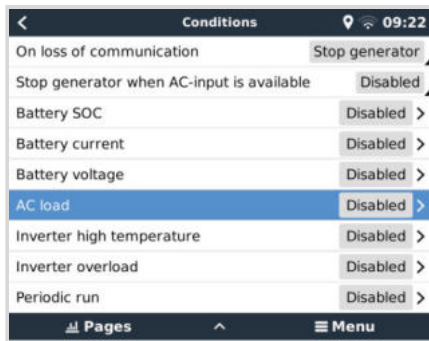 Conditions 09:22
On loss of communication Stop generator
Stop generator when AC-input is available Disabled
Battery SOC Disabled
Battery current Disabled
Battery voltage Disabled
AC load Disabled
Inverter high temperature Disabled
Inverter overload Disabled
Periodic run Disabled
Pages Menu